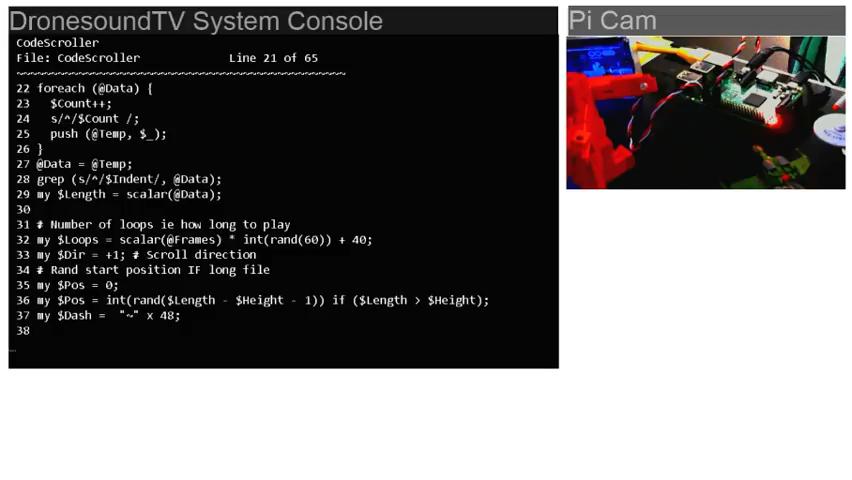 DronesoundTV System Console
Pi Cam
CodeScroller
File: CodeScroller Line 21 of 65
~~~~~~~~~~~~~~~~~~~~~~~~~~~~~~~~~~~~~~~~~~~~~~~~
22 foreach (@Data) {
23 $Count++;
24 s/^/$Count /;
25 push (@Temp, $_);
26 }
27 @Data = @Temp;
28 grep (s/^/$Indent/, @Data);
29 my $Length = scalar(@Data);
30
31 # Number of loops ie how long to play
32 my $Loops = scalar(@Frames) * int(rand(60)) + 40;
33 my $Dir = +1; # Scroll direction
34 # Rand start position IF long file
35 my $Pos = 0;
36 my $Pos = int(rand($Length - $Height - 1)) if ($Length > $Height);
37 my $Dash = "~" x 48;
38